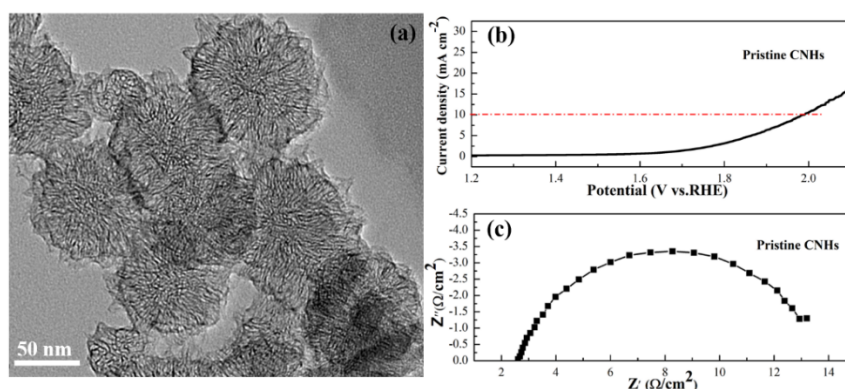 (a)
50 nm
(b)
Pristine CNHs
Current density (mA cm⁻²)
30
25
20
15
10
5
0
1.2 1.4 1.6 1.8 2.0
Potential (V vs.RHE)
(c)
Pristine CNHs
Z''(Ω/cm²)
-4.5
-4.0
-3.5
-3.0
-2.5
-2.0
-1.5
-1.0
-0.5
0.0
2 4 6 8 10 12 14
Z' (Ω/cm²)